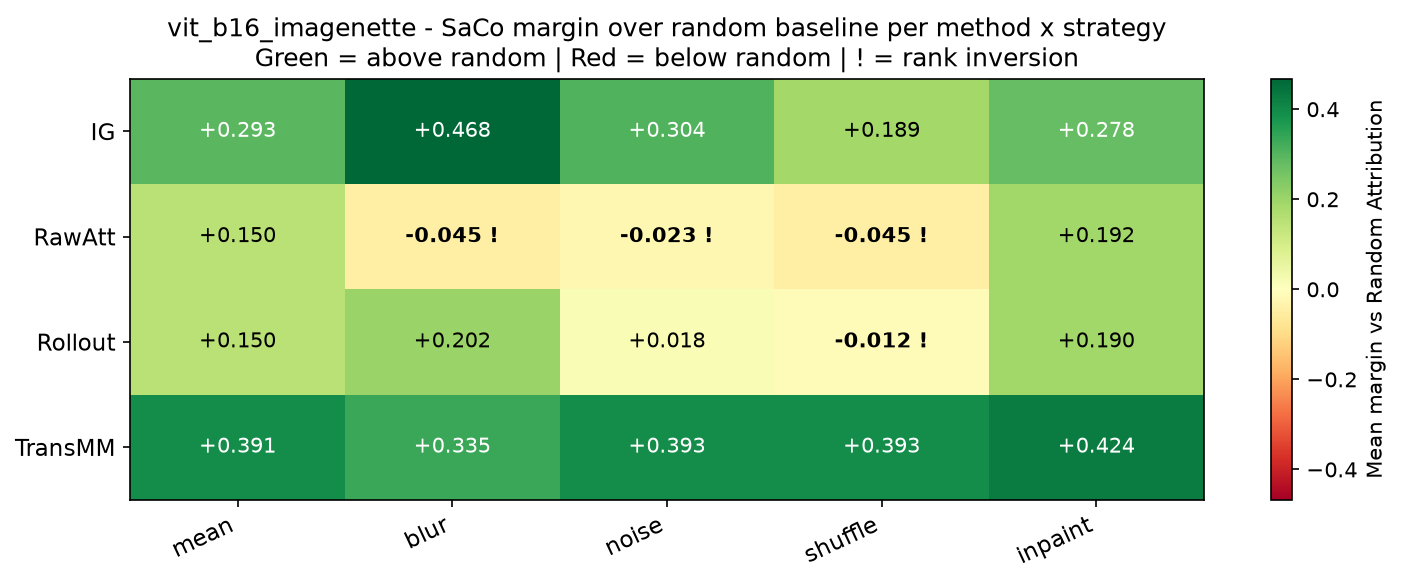 vit_b16_imagenette - SaCo margin over random baseline per method x strategy
Green = above random | Red = below random | ! = rank inversion
IG +0.293 +0.468 +0.304 +0.189 +0.278
RawAtt +0.150 -0.045 ! -0.023 ! -0.045 ! +0.192
Rollout +0.150 +0.202 +0.018 -0.012 ! +0.190
TransMM +0.391 +0.335 +0.393 +0.393 +0.424
mean blur noise shuffle inpaint
0.4
0.2
0.0
−0.2
−0.4
Mean margin vs Random Attribution